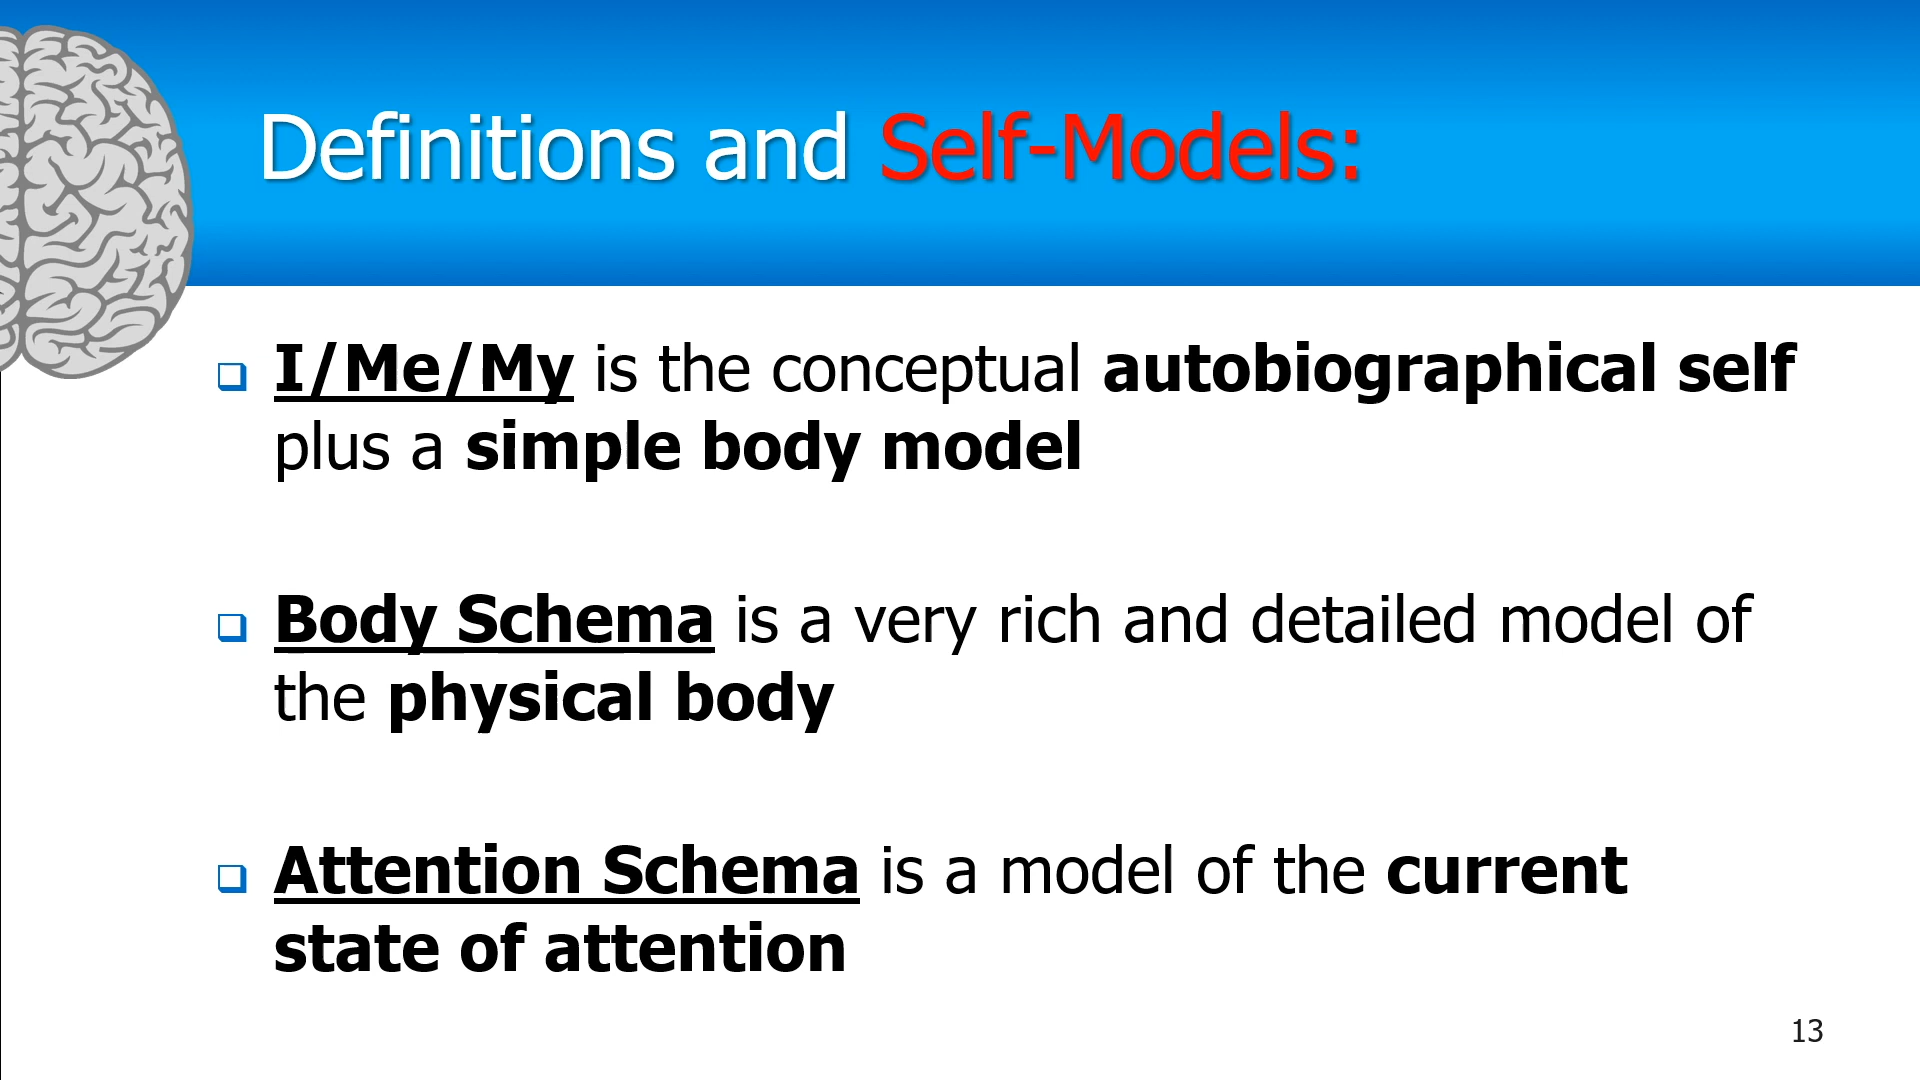 Definitions and Self-Models:
I/Me/My is the conceptual autobiographical self
plus a simple body model
Body Schema is a very rich and detailed model of
the physical body
Attention Schema is a model of the current
state of attention
13